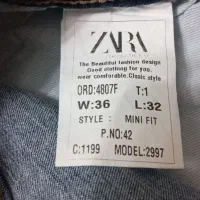 ZARA
The Beautiful fashion design
Good clothing for you,
wear comfortable.Classic style
ORD:4807F T:1
W:36 L:32
STYLE : MINI FIT
P.NO:42
C:1199 MODEL:2997